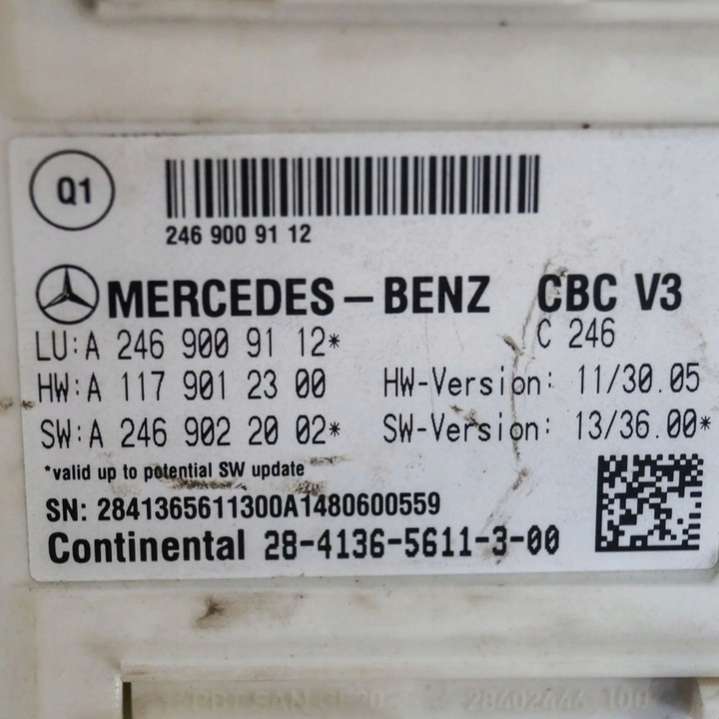 Q1
246 900 91 12
MERCEDES-BENZ CBC V3
LU:A 246 900 91 12* C 246
HW:A 117 901 23 00 HW-Version: 11/30.05
SW:A 246 902 20 02* SW-Version: 13/36.00*
*valid up to potential SW update
SN: 2841365611300A1480600559
Continental 28-4136-5611-3-00